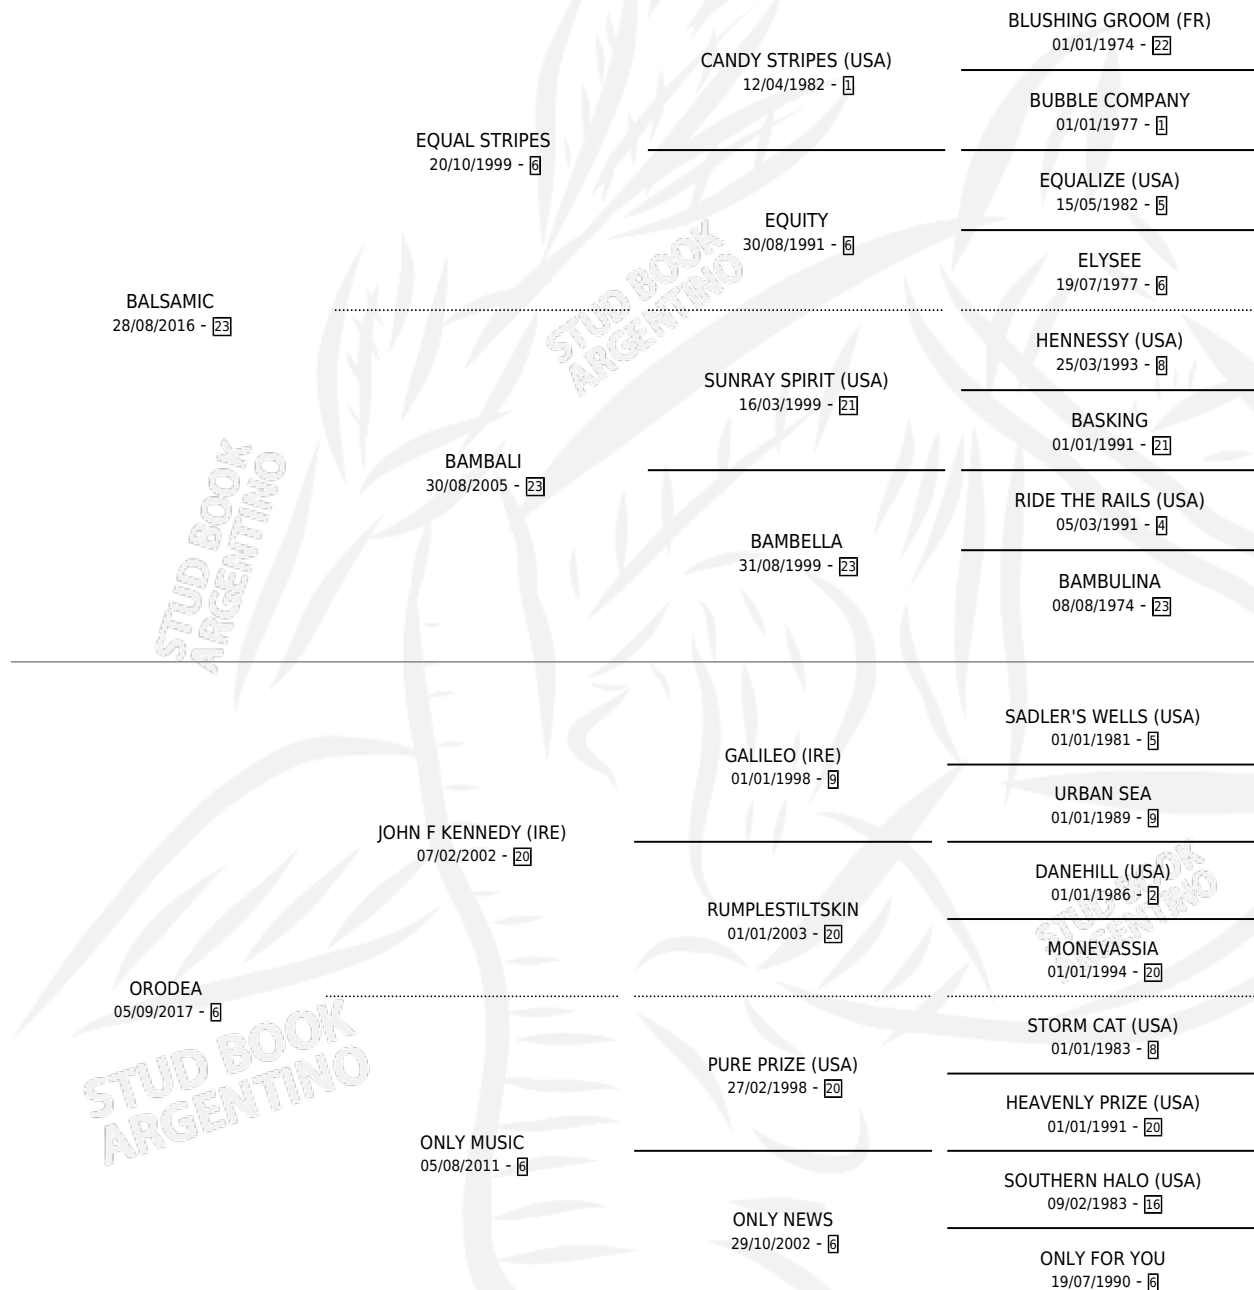 BLUSHING GROOM (FR)
01/01/1974 - 22
CANDY STRIPES (USA)
12/04/1982 - 1
BUBBLE COMPANY
01/01/1977 - 1
EQUAL STRIPES
20/10/1999 - 6
EQUALIZE (USA)
15/05/1982 - 5
EQUITY
30/08/1991 - 6
ELYSEE
19/07/1977 - 6
BALSAMIC
28/08/2016 - 23
HENNESSY (USA)
25/03/1993 - 8
SUNRAY SPIRIT (USA)
16/03/1999 - 21
BASKING
01/01/1991 - 21
BAMBALI
30/08/2005 - 23
RIDE THE RAILS (USA)
05/03/1991 - 4
BAMBELLA
31/08/1999 - 23
BAMBULINA
08/08/1974 - 23
STUD BOOK
ARGENTINO
STUD BOOK
ARGENTINO
SADLER'S WELLS (USA)
01/01/1981 - 5
GALILEO (IRE)
01/01/1998 - 9
URBAN SEA
01/01/1989 - 9
JOHN F KENNEDY (IRE)
07/02/2002 - 20
DANEHILL (USA)
01/01/1986 - 2
RUMPLESTILTSKIN
01/01/2003 - 20
MONEVASSIA
01/01/1994 - 20
STUD BOOK
ARGENTINO
ORODEA
05/09/2017 - 6
STORM CAT (USA)
01/01/1983 - 8
PURE PRIZE (USA)
27/02/1998 - 20
HEAVENLY PRIZE (USA)
01/01/1991 - 20
ONLY MUSIC
05/08/2011 - 6
SOUTHERN HALO (USA)
09/02/1983 - 16
ONLY NEWS
29/10/2002 - 6
ONLY FOR YOU
19/07/1990 - 6
STUD BOOK
ARGENTINO